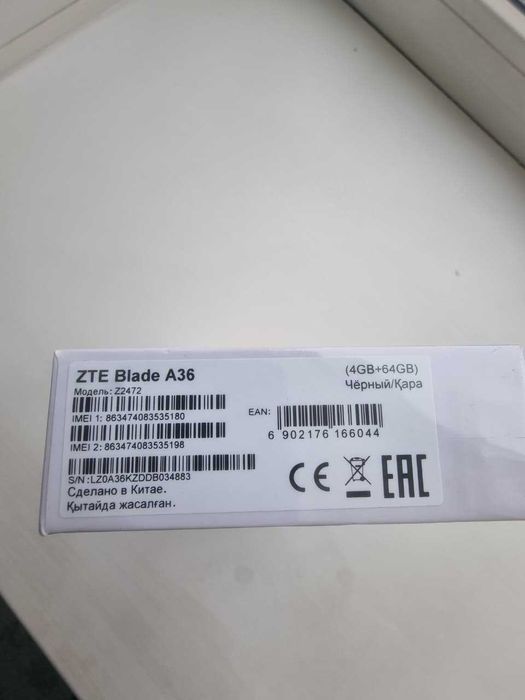 ZTE Blade A36
Модель: Z2472
IMEI 1: 863474083535180
IMEI 2: 863474083535198
S/N:LZ0A36KZDDB034883
Сделано в Китае.
Қытайда жасалған.
(4GB+64GB)
Чёрный/Қара
EAN:
6 902176 166044
CE
EAC